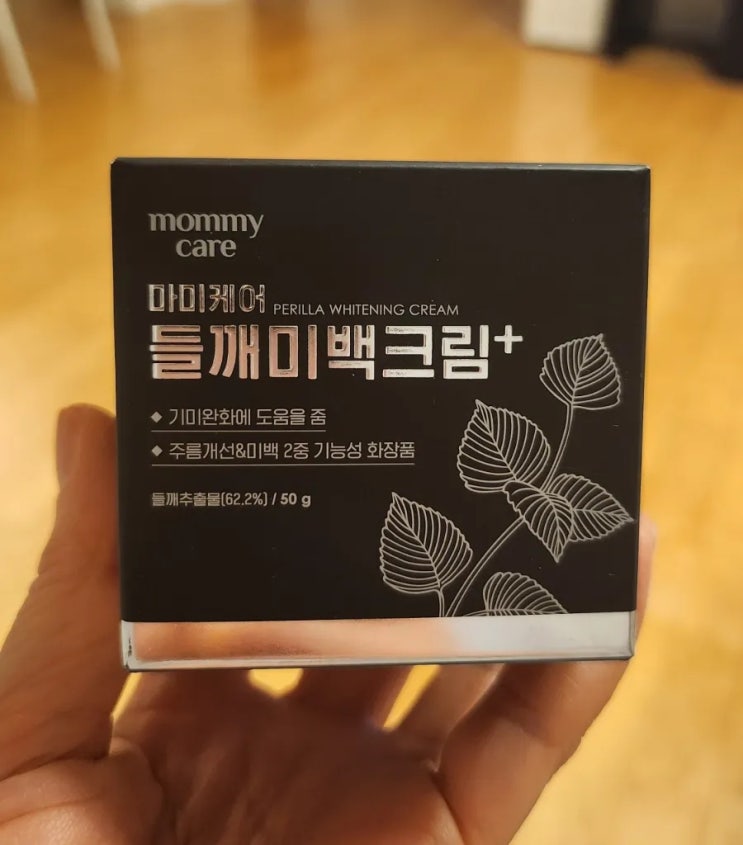 mommy
care
마미케어 PERILLA WHITENING CREAM
들깨미백크림+
◆ 기미완화에 도움을 줌
◆ 주름개선&미백 2중 기능성 화장품
들깨추출물(62.2%) / 50 g